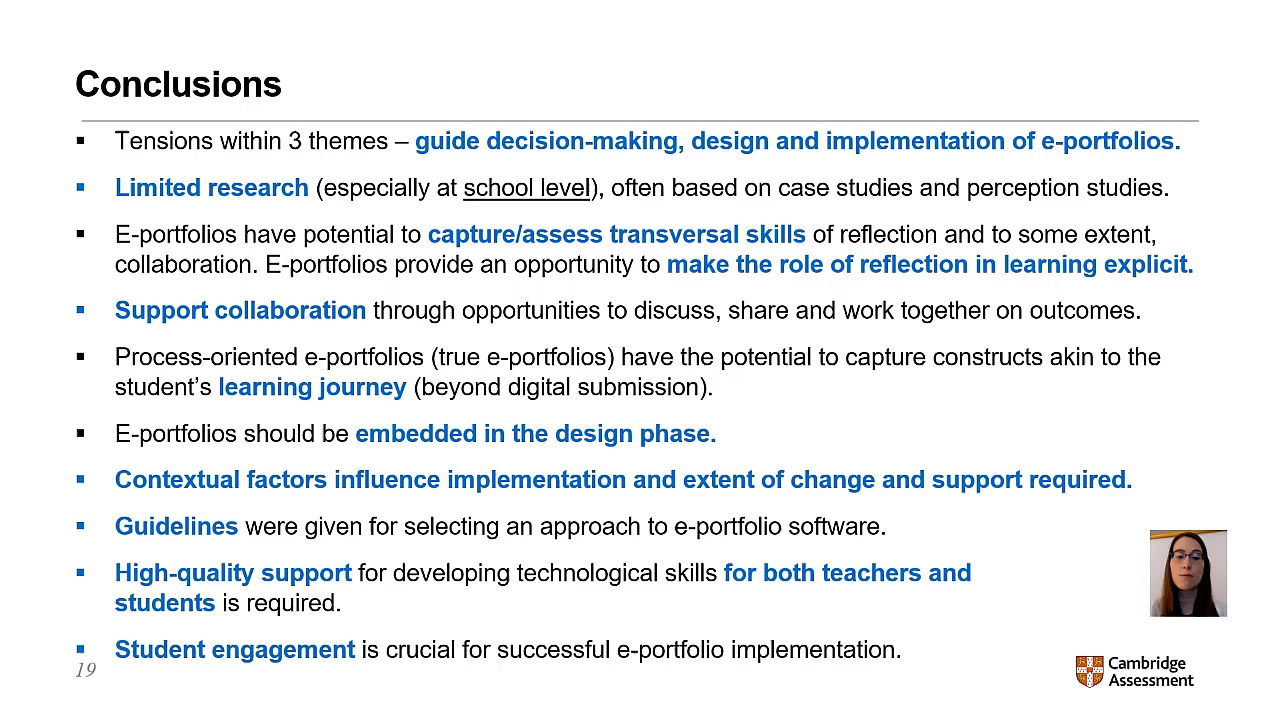 Conclusions
▪ Tensions within 3 themes – guide decision-making, design and implementation of e-portfolios.
▪ Limited research (especially at school level), often based on case studies and perception studies.
▪ E-portfolios have potential to capture/assess transversal skills of reflection and to some extent,
collaboration. E-portfolios provide an opportunity to make the role of reflection in learning explicit.
▪ Support collaboration through opportunities to discuss, share and work together on outcomes.
▪ Process-oriented e-portfolios (true e-portfolios) have the potential to capture constructs akin to the
student’s learning journey (beyond digital submission).
▪ E-portfolios should be embedded in the design phase.
▪ Contextual factors influence implementation and extent of change and support required.
▪ Guidelines were given for selecting an approach to e-portfolio software.
▪ High-quality support for developing technological skills for both teachers and
students is required.
▪ Student engagement is crucial for successful e-portfolio implementation.
19
Cambridge
Assessment